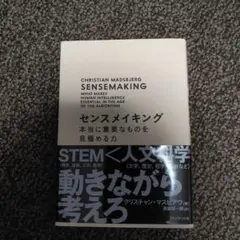 CHRISTIAN MADSBJERG
SENSEMAKING
WHAT MAKES
HUMAN INTELLIGENCE
ESSENTIAL IN THE AGE
OF THE ALGORITHM
センスメイキング
本当に重要なものを
見極める力
STEM<人文科学
動きながら
考えろ
クリスチャン・マスビアウ